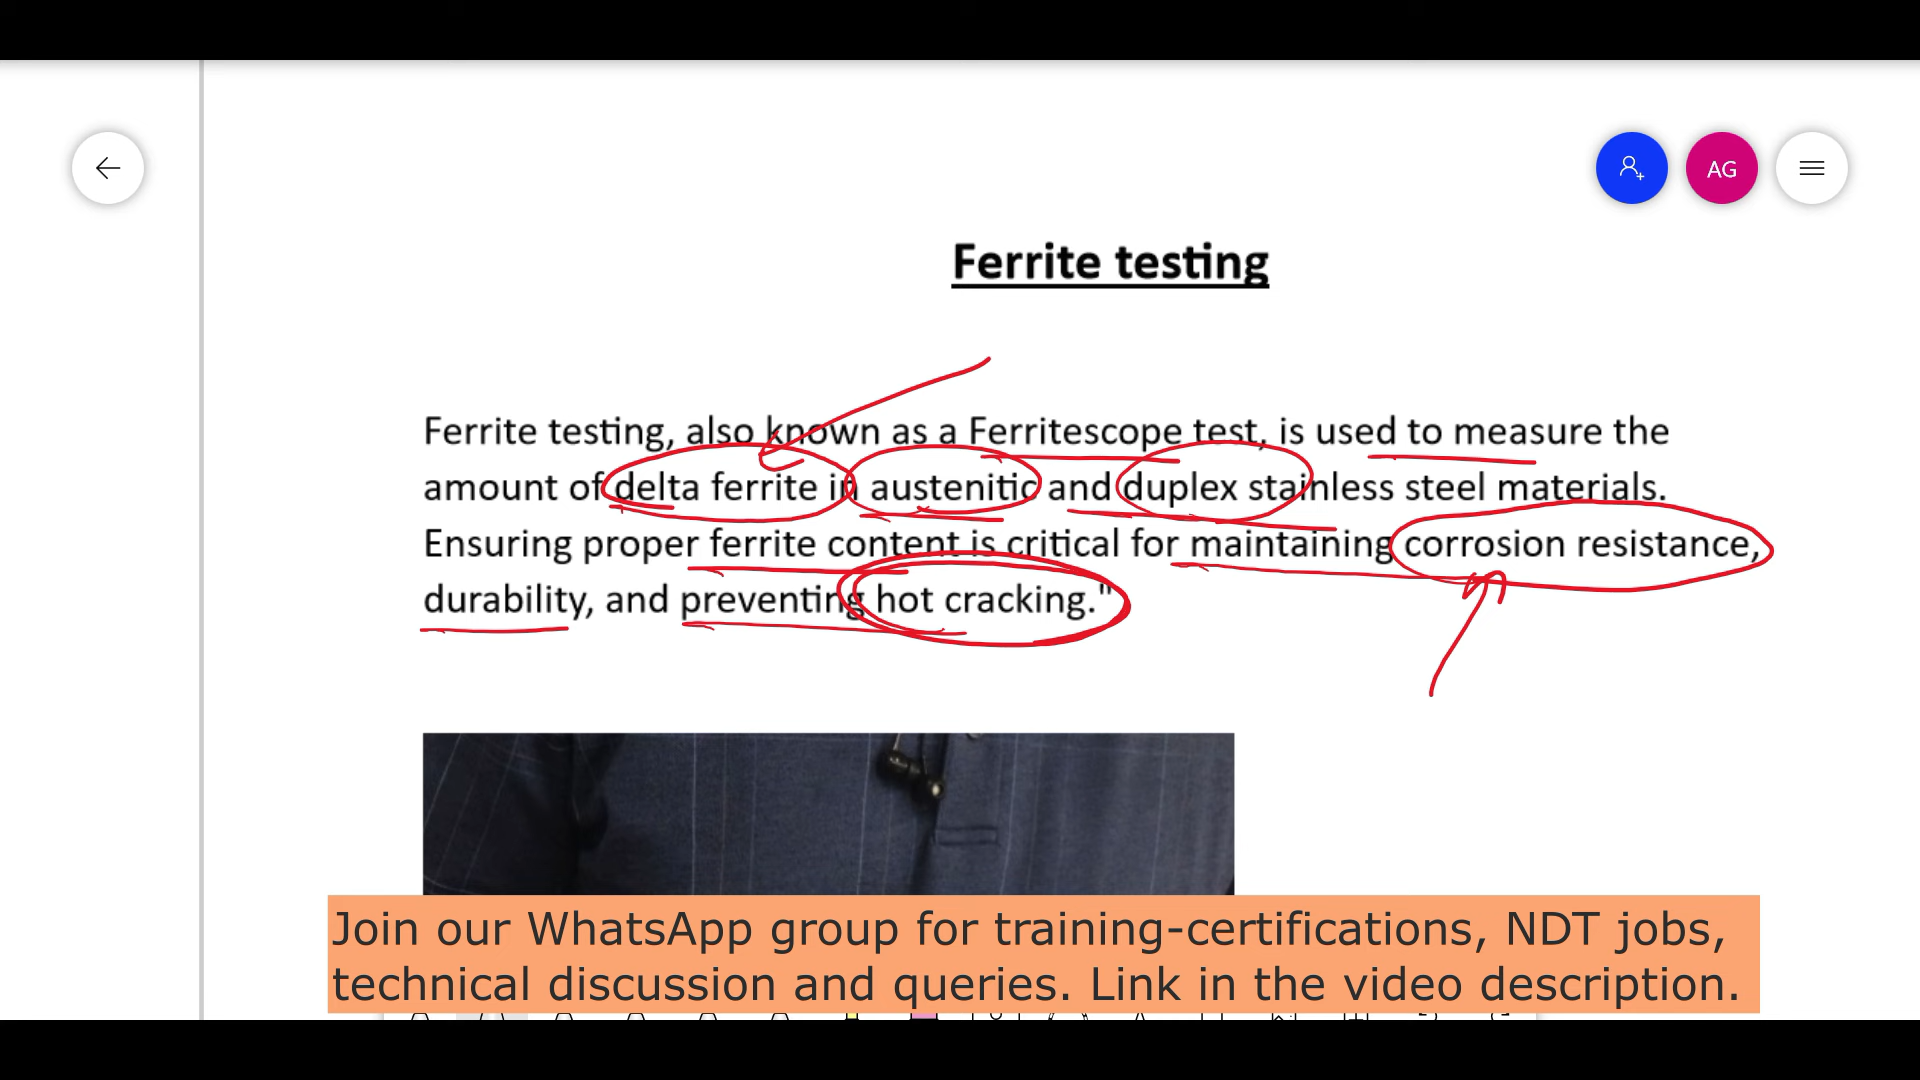 AG
Ferrite testing
Ferrite testing, also known as a Ferritescope test, is used to measure the
amount of delta ferrite in austenitic and duplex stainless steel materials.
Ensuring proper ferrite content is critical for maintaining corrosion resistance,
durability, and preventing hot cracking."
Join our WhatsApp group for training-certifications, NDT jobs,
technical discussion and queries. Link in the video description.